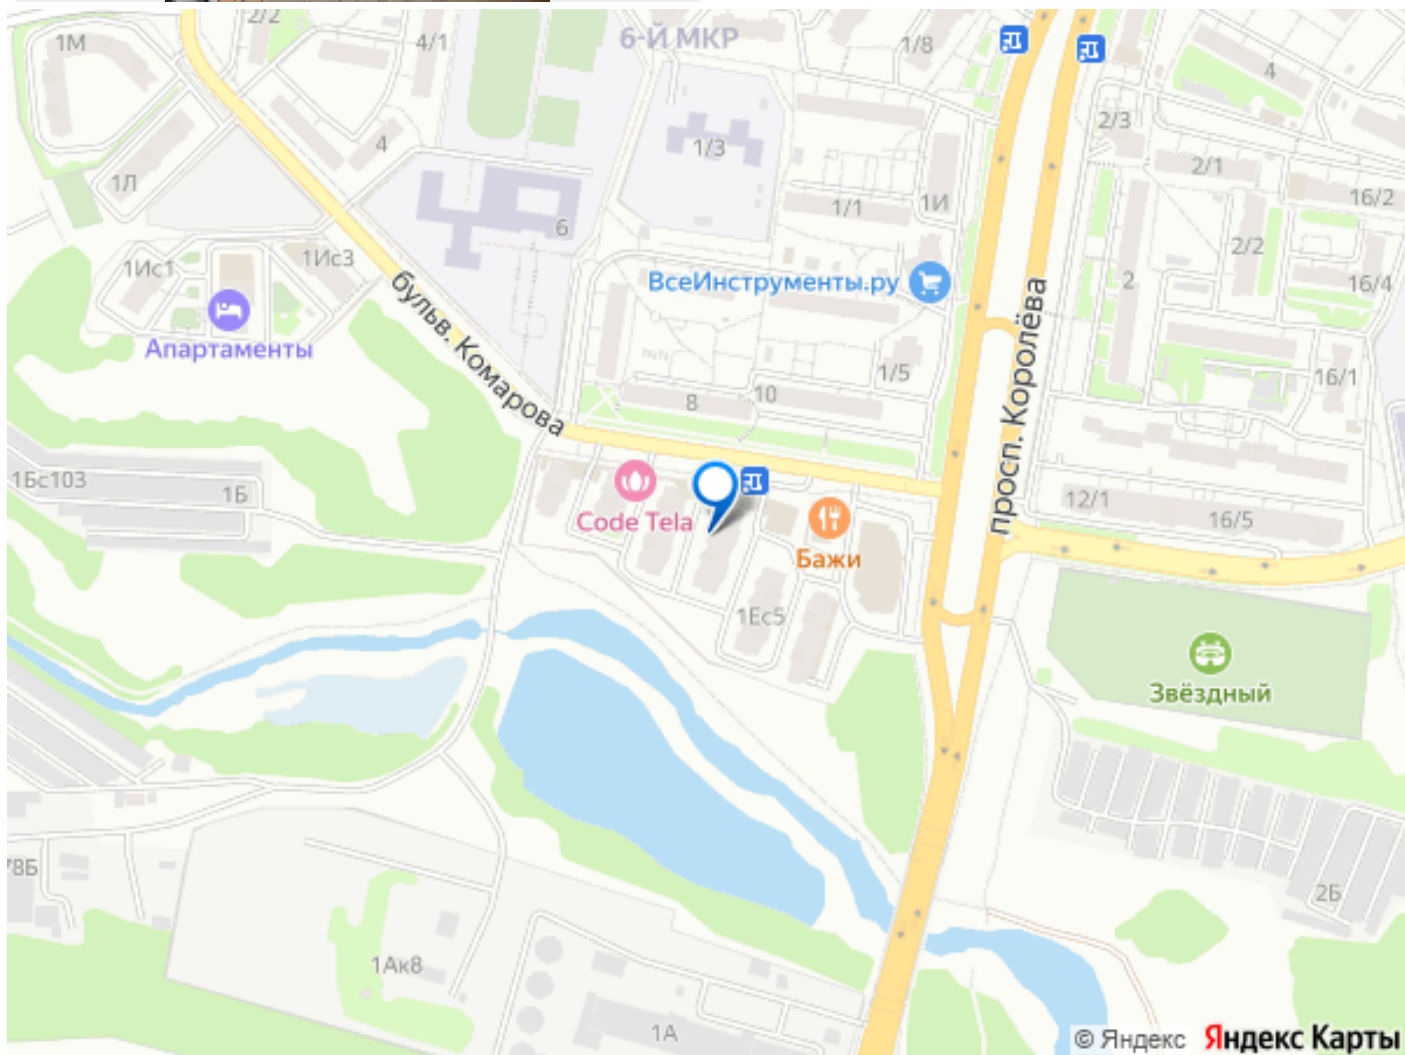 2/2
1М
4/1
6-Й МКР
1/8
4
2/3
4
1/3
2/1
1Л
16/2
1/1
1И
6
2/2
1Ис1
1Ис3
ВсеИнструменты.ру
2
16/4
бульв. Комарова
просп. Королёва
Апартаменты
1/5
16/1
8
10
1Бс103
1Б
12/1
16/5
Code Tela
Бажи
1Ес5
Звёздный
78Б
2Б
1Ак8
1А
© Яндекс Яндекс Карты